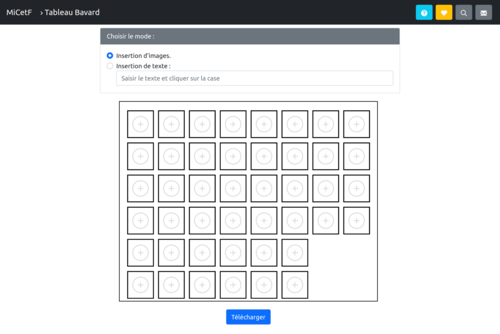 MiCetF › Tableau Bavard
Choisir le mode :
Insertion d'images.
Insertion de texte :
Saisir le texte et cliquer sur la case
Télécharger